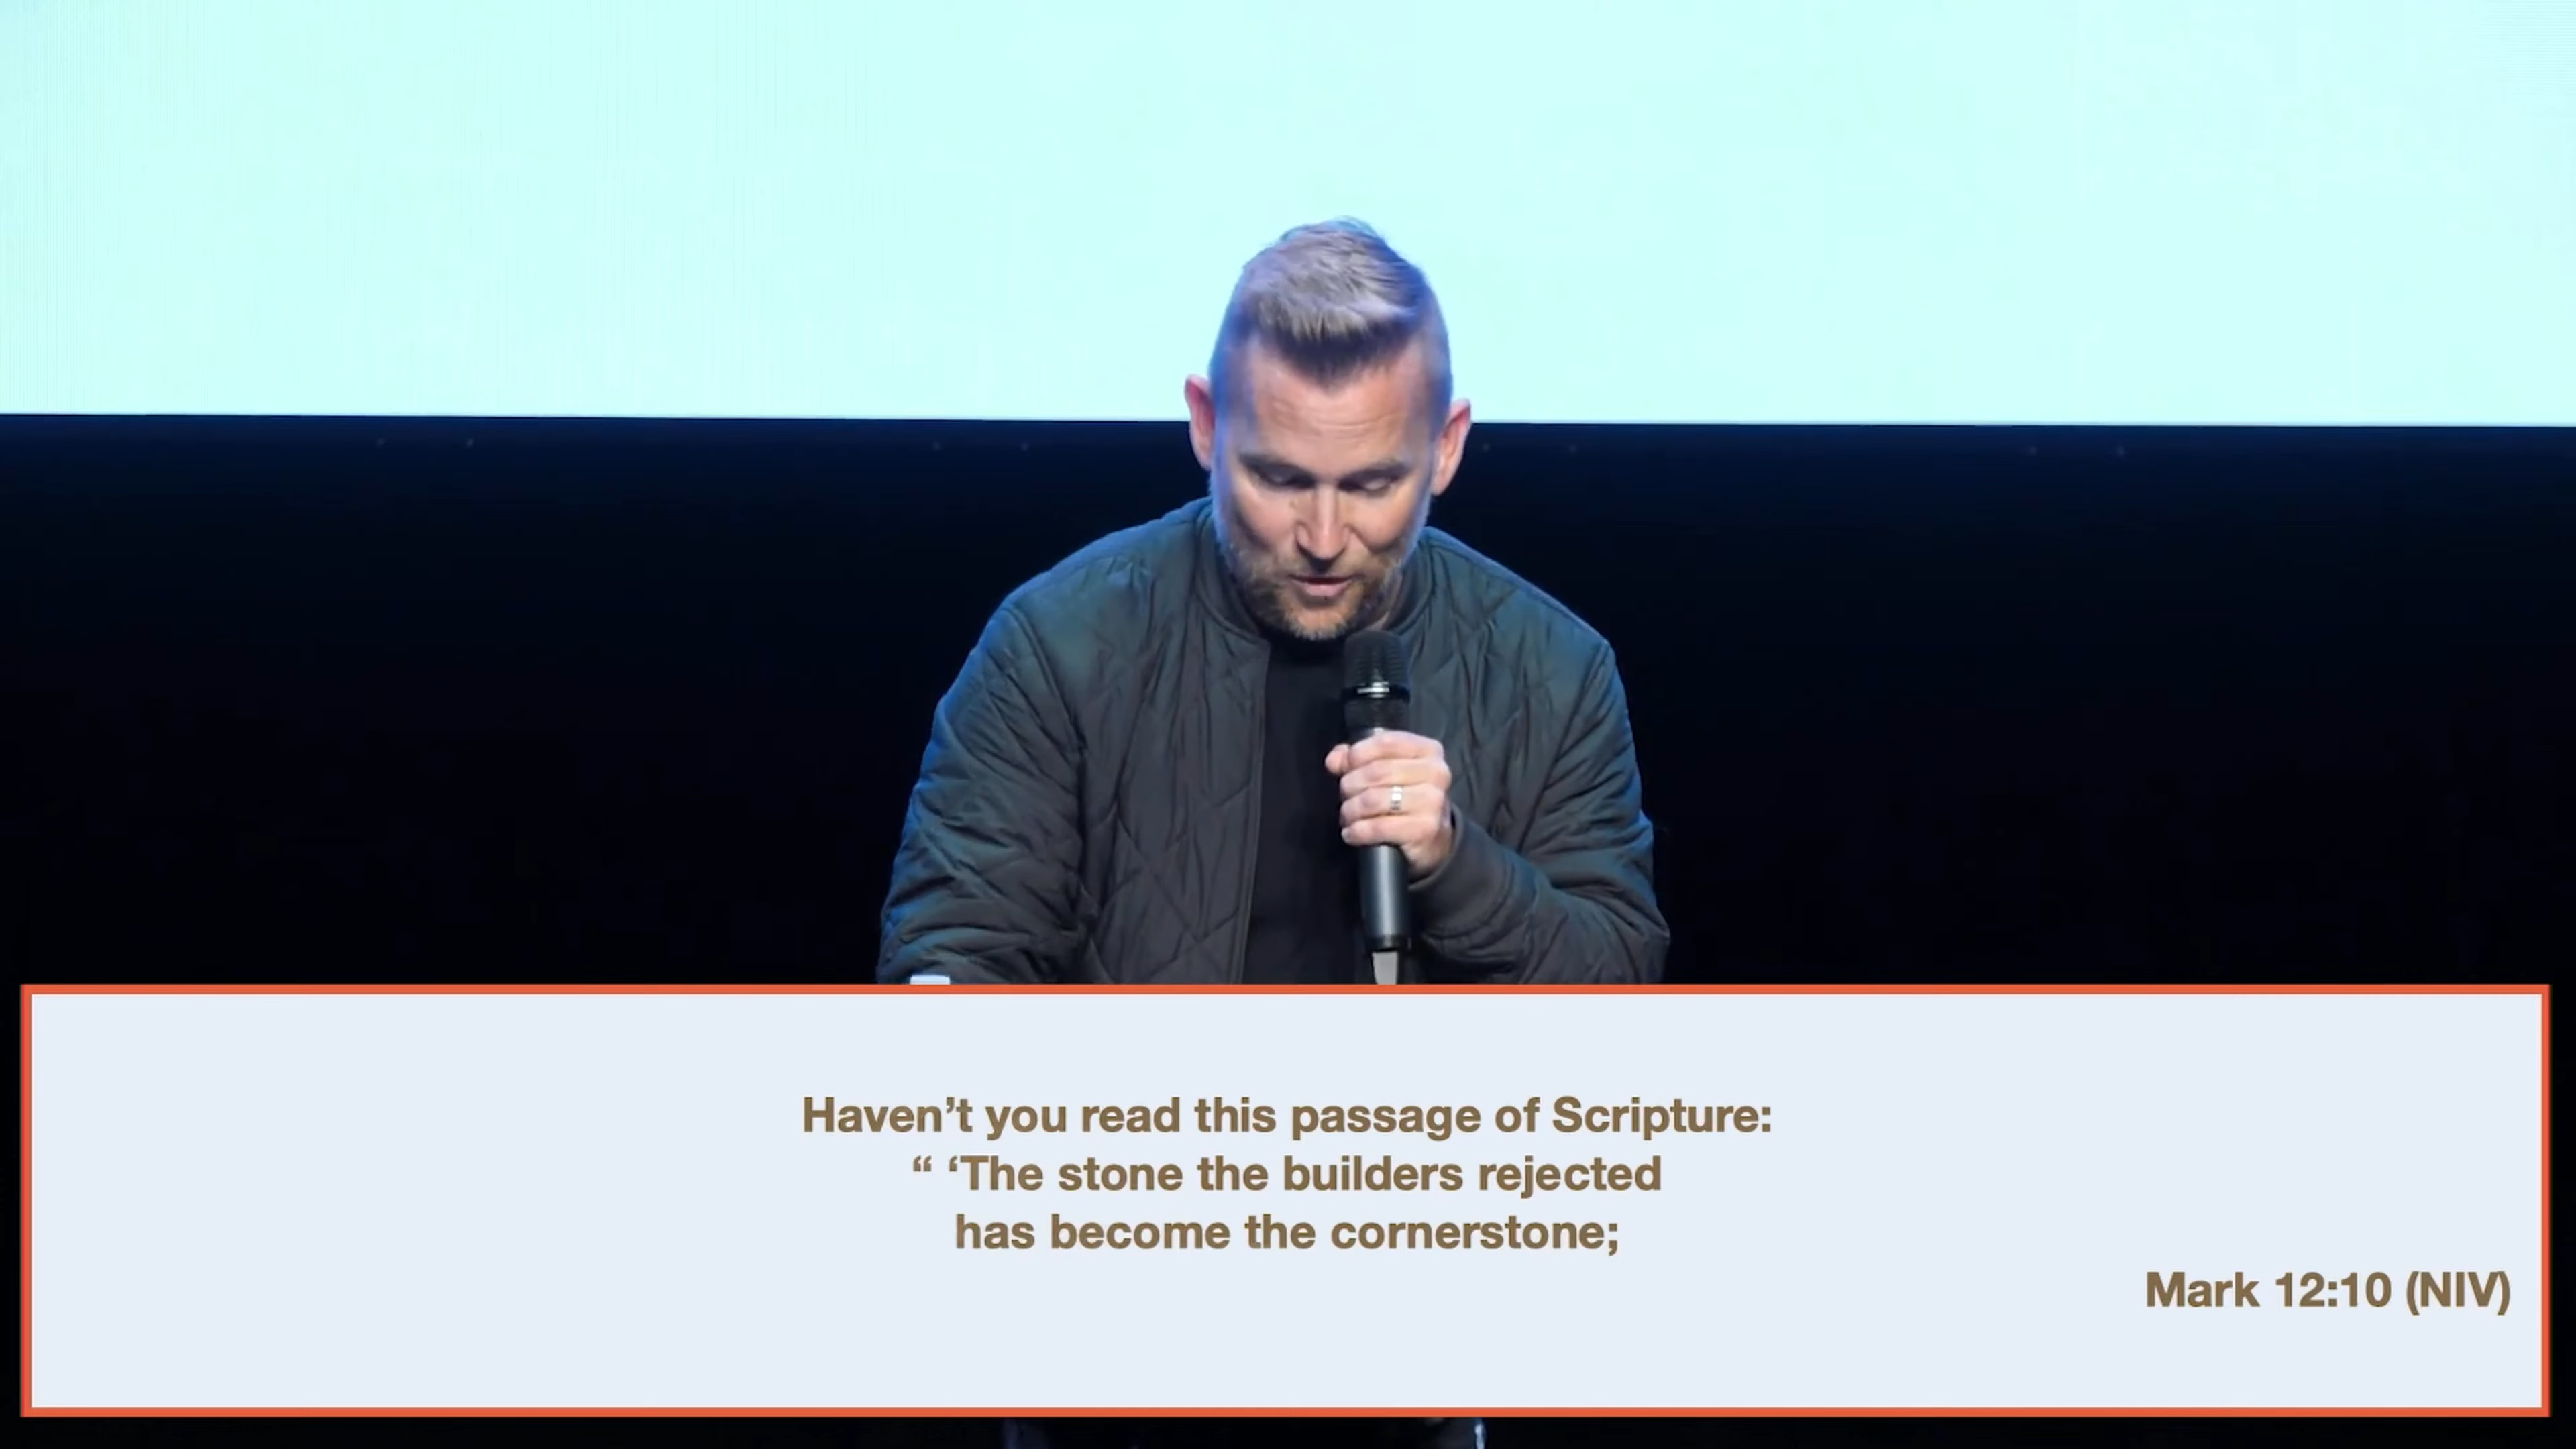 Haven’t you read this passage of Scripture:
“ ‘The stone the builders rejected
has become the cornerstone;
Mark 12:10 (NIV)